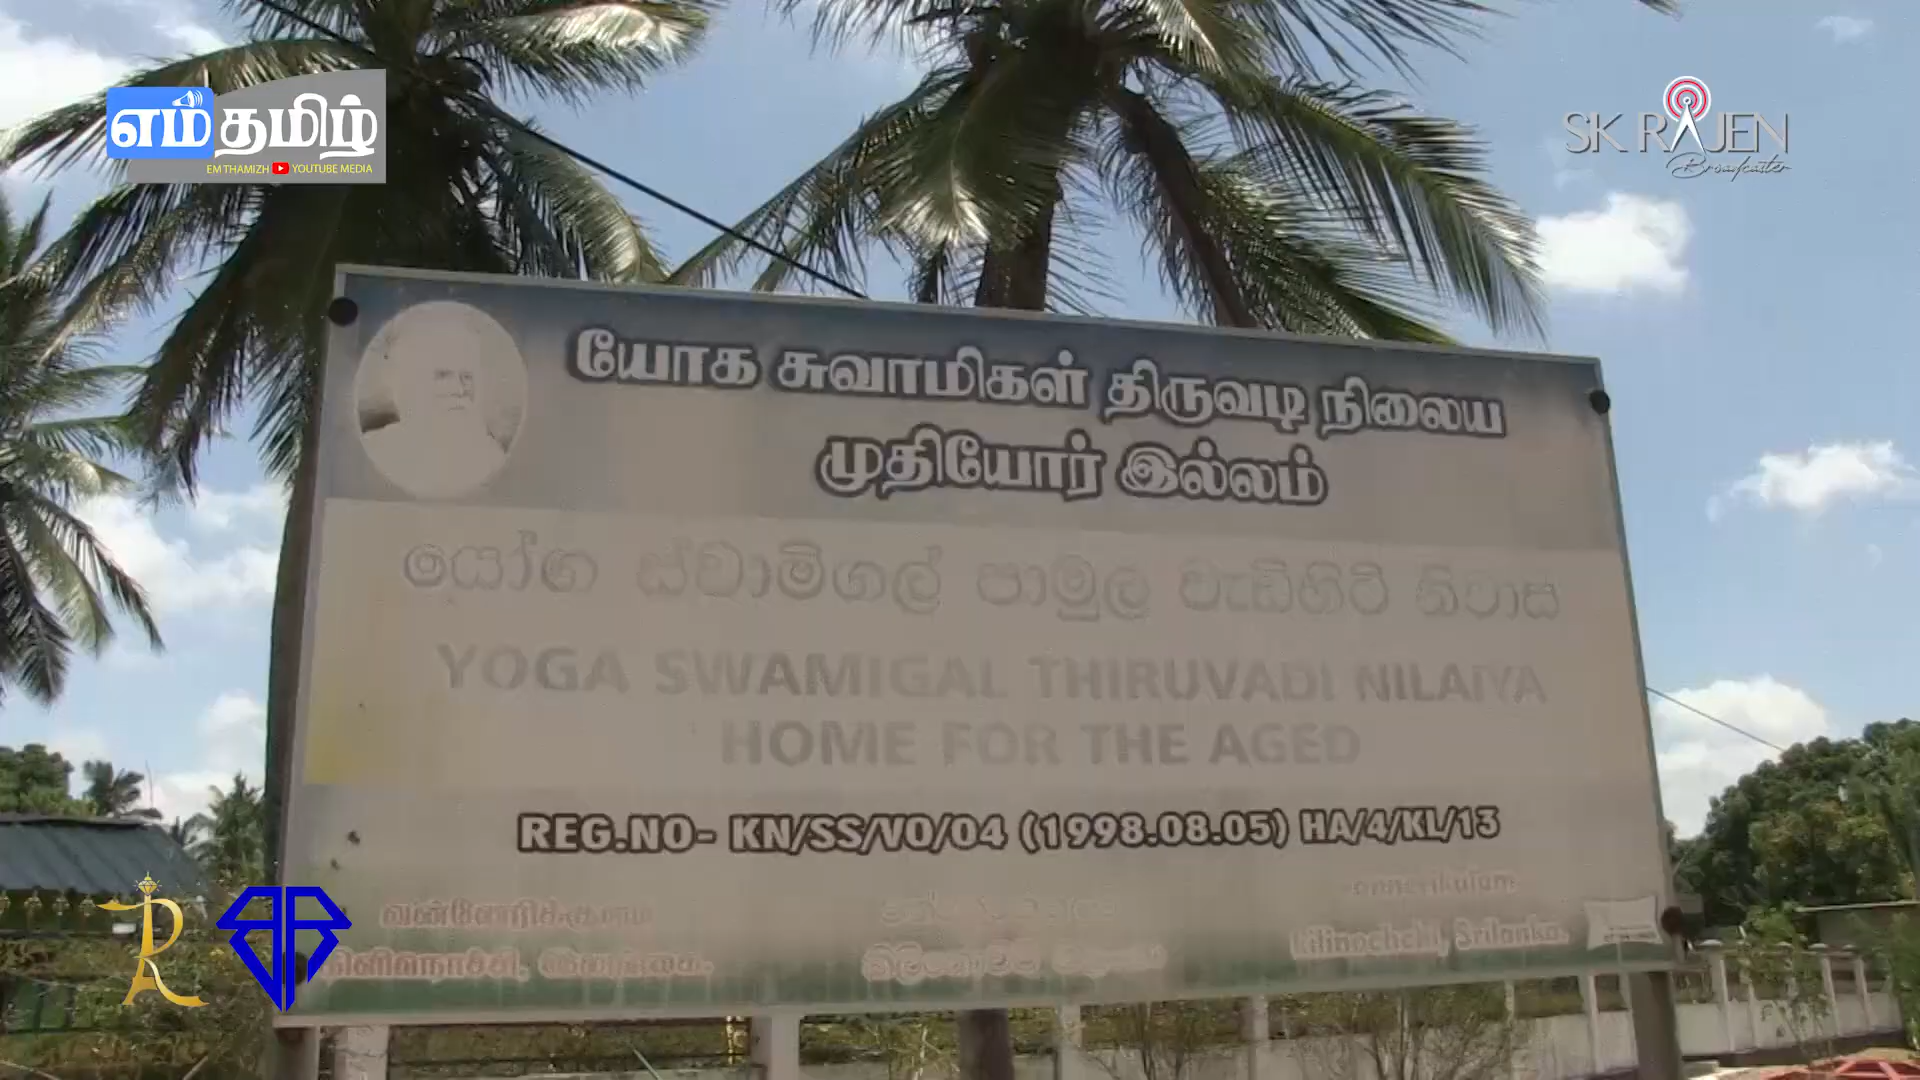 எம் தமிழ்
EM THAMIZH YOUTUBE MEDIA
SK RAJEN
Broadcaster
யோக சுவாமிகள் திருவடி நிலைய
முதியோர் இல்லம்
යෝග ස්වාමිගල් පාමුල වැඩිහිටි නිවාස
YOGA SWAMIGAL THIRUVADI NILAIYA
HOME FOR THE AGED
REG.NO- KN/SS/VO/04 (1998.08.05) HA/4/KL/13
கிளிநொச்சி, இலங்கை.
Kilinochchi, Srilanka.